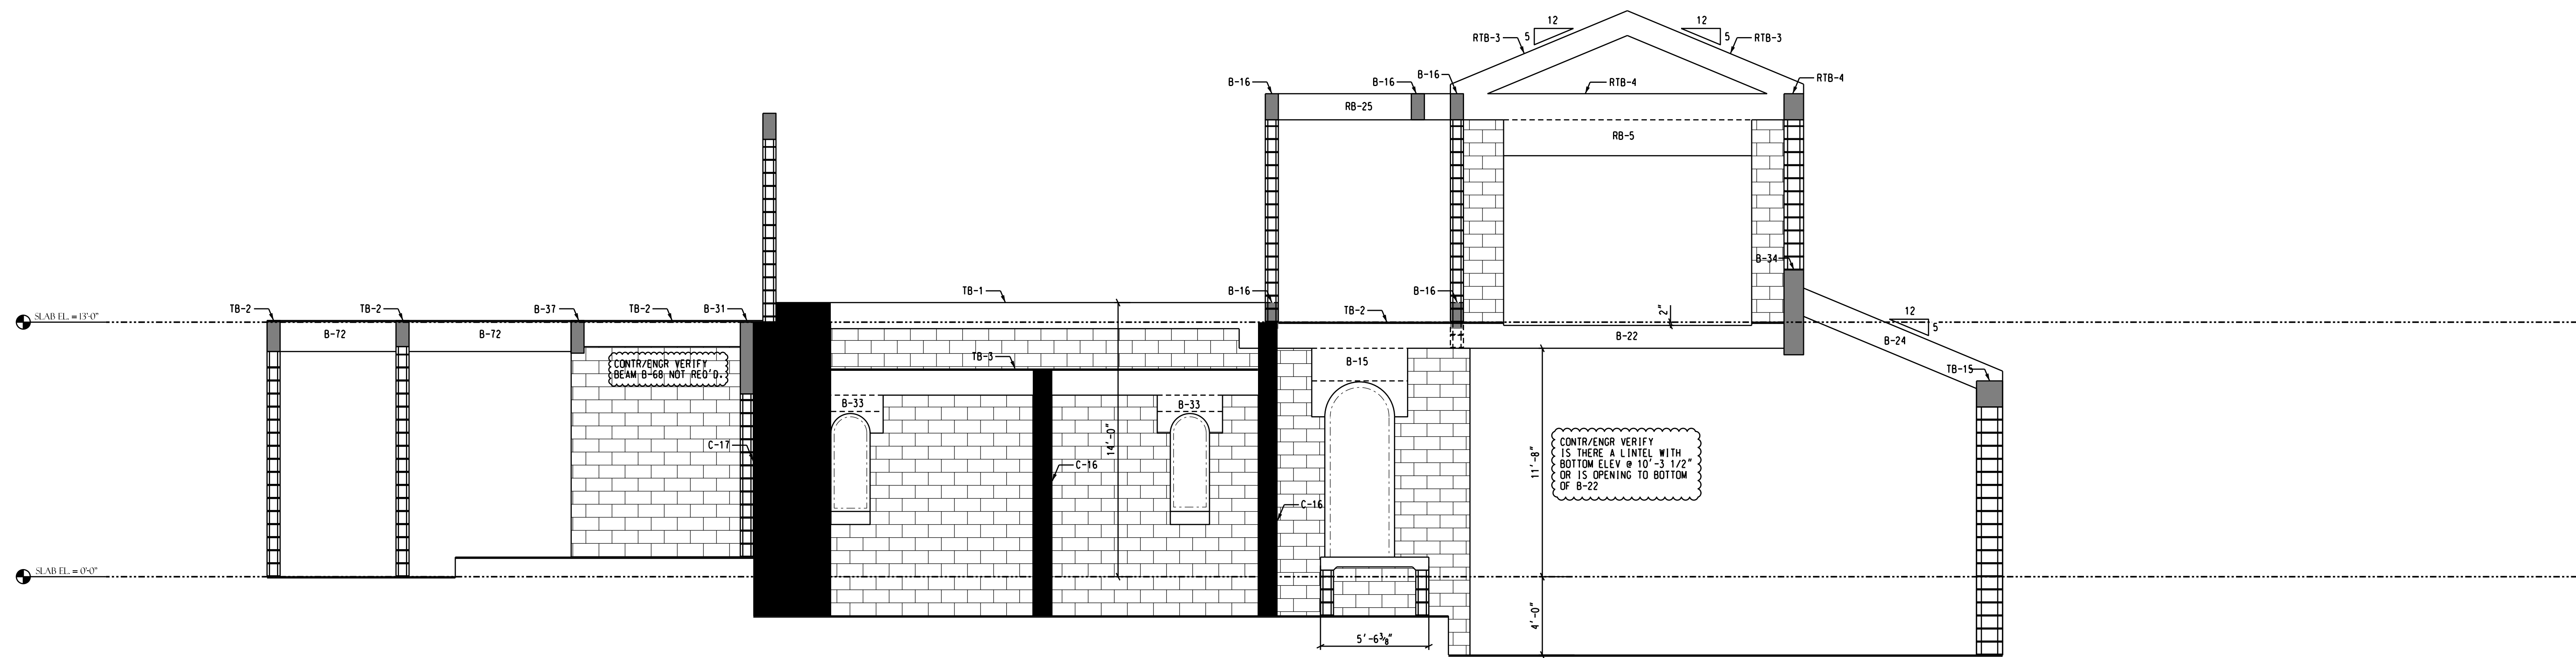 12
12
5
5
RTB-3
RTB-3
B-16
B-16
B-16
RTB-4
RTB-4
RB-25
RB-5
B-34
TB-1
B-16
B-16
TB-2
TB-2
B-37
TB-2
B-31
TB-2
2"
12
5
SLAB EL. = 13'-0"
B-72
B-72
B-22
B-24
CONTR/ENGR VERIFY
BEAM B-68 NOT REQ'D.
TB-3
B-15
TB-15
B-33
B-33
C-17
C-16
C-16
14'-0"
11'-8"
CONTR/ENGR VERIFY
IS THERE A LINTEL WITH
BOTTOM ELEV @ 10'-3 1/2"
OR IS OPENING TO BOTTOM
OF B-22
SLAB EL. = 0'-0"
4'-0"
5'-6⅜"